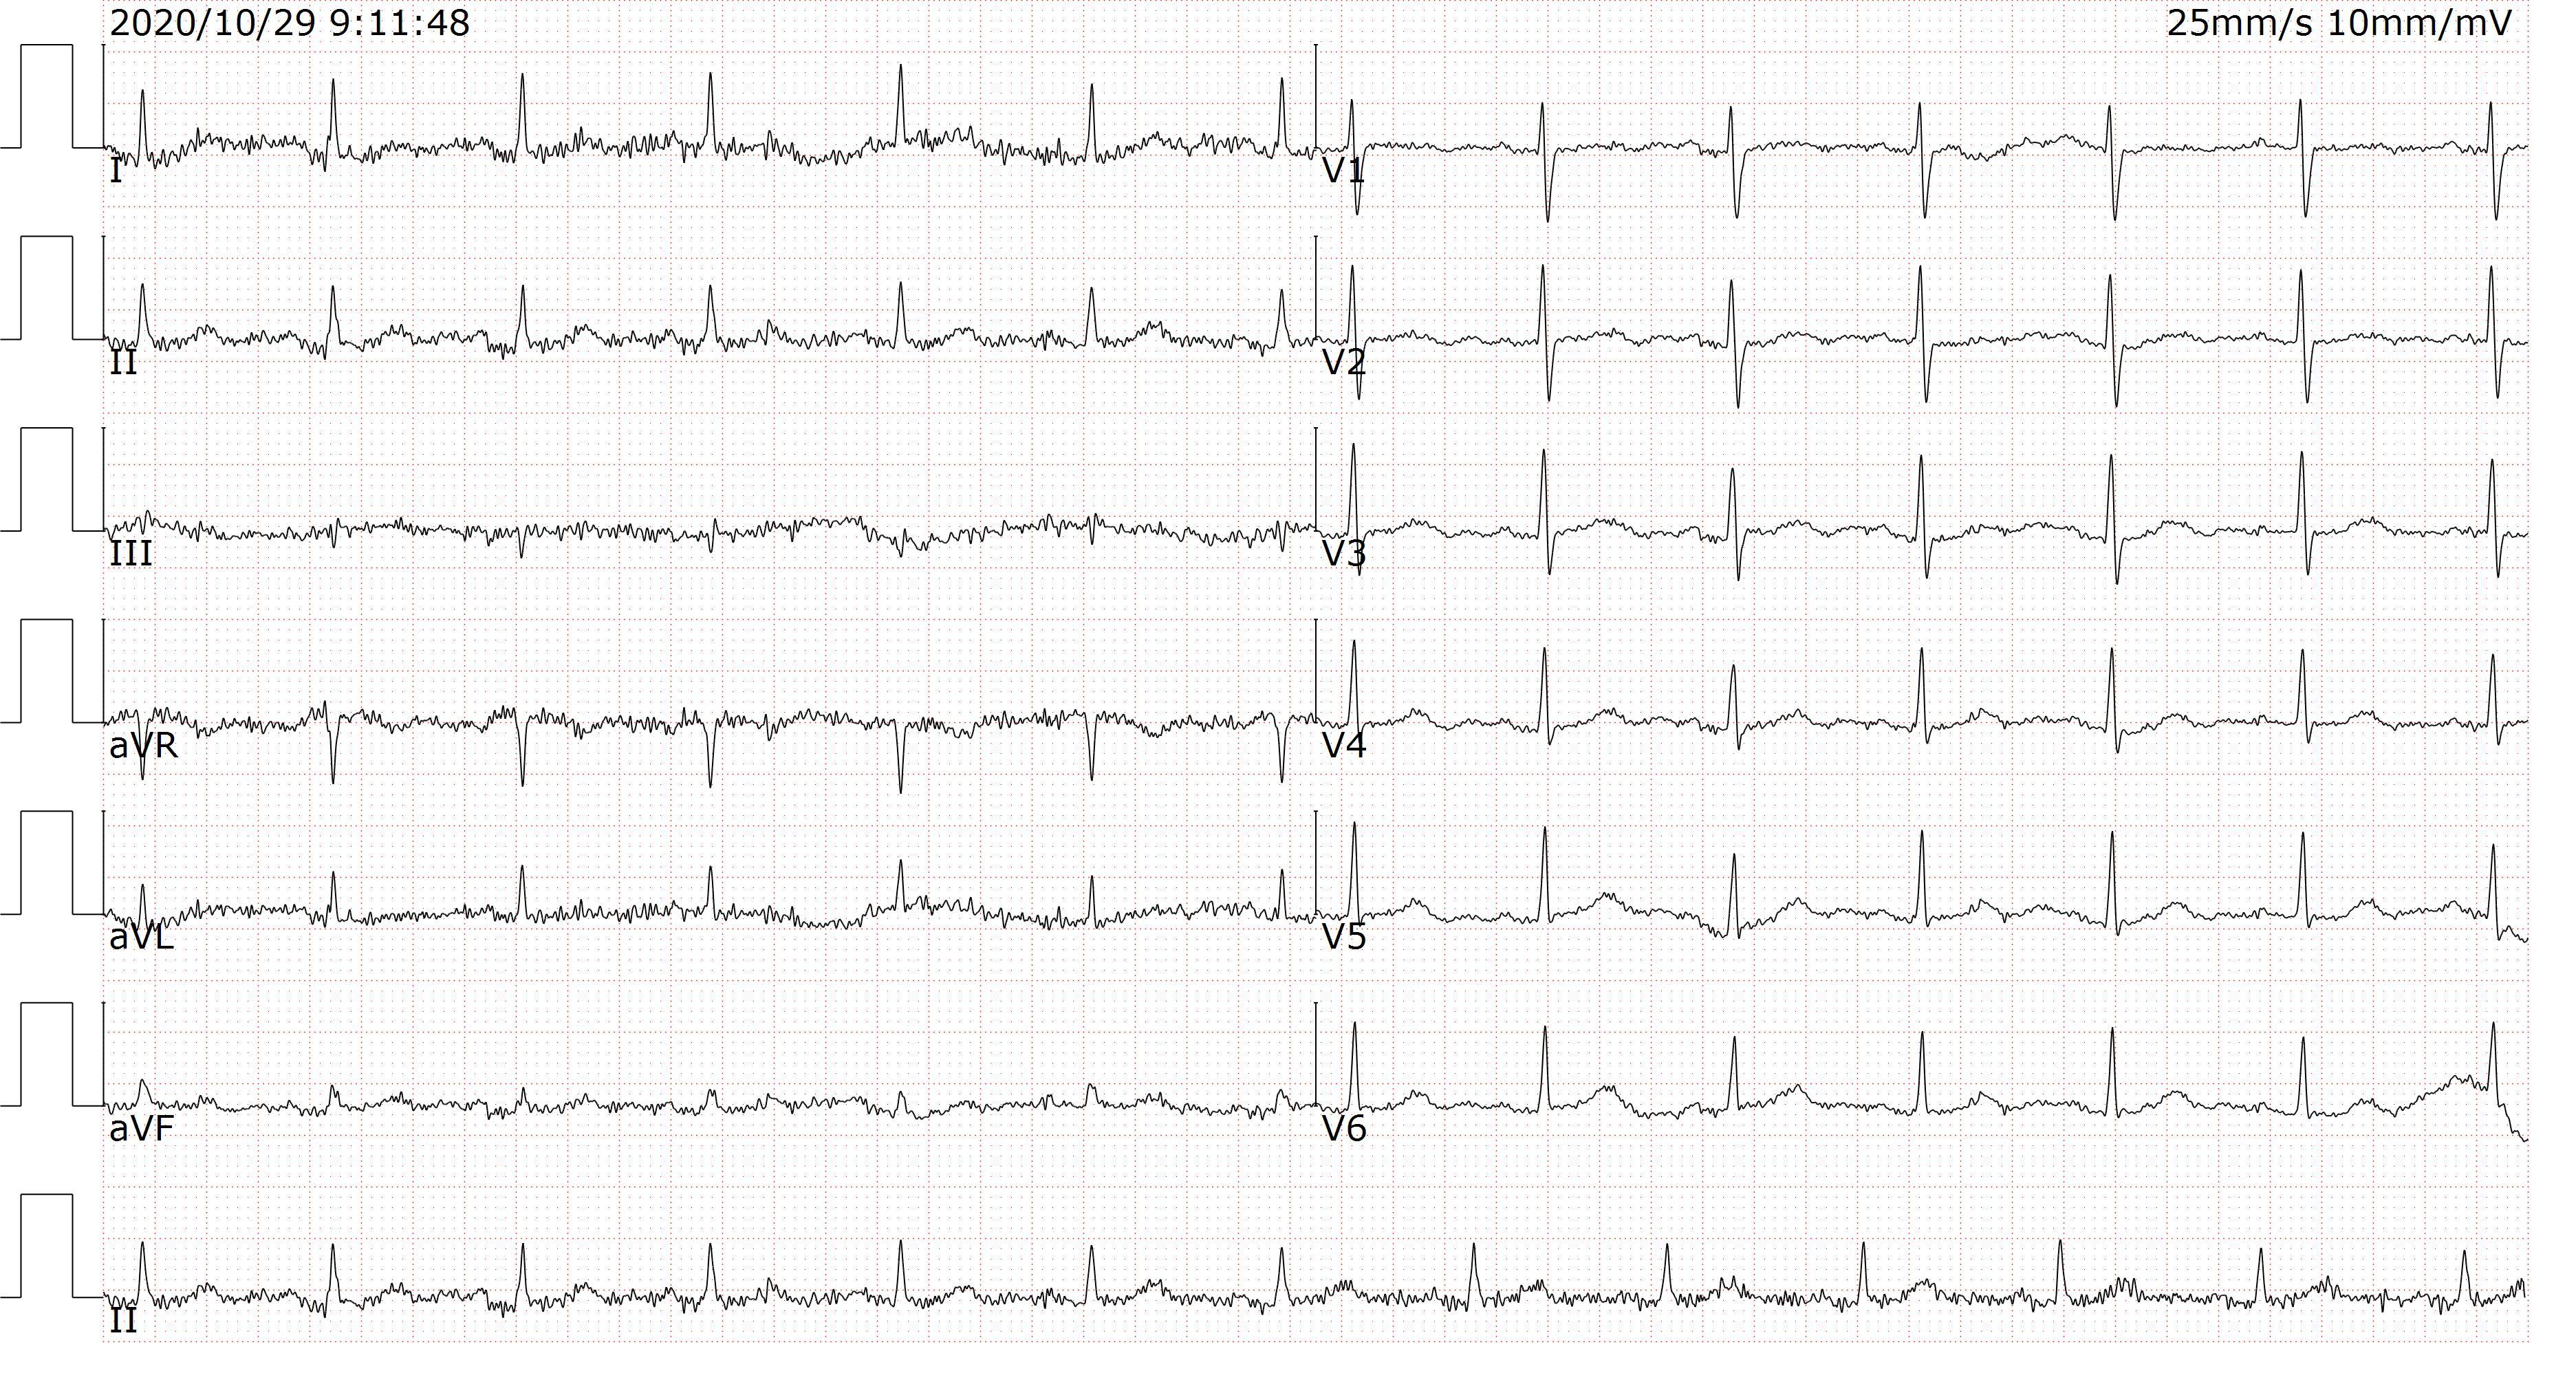 2020/10/29 9:11:48
25mm/s 10mm/mV
I
V1
II
V2
III
V3
aVR
V4
aVL
V5
aVF
V6
II